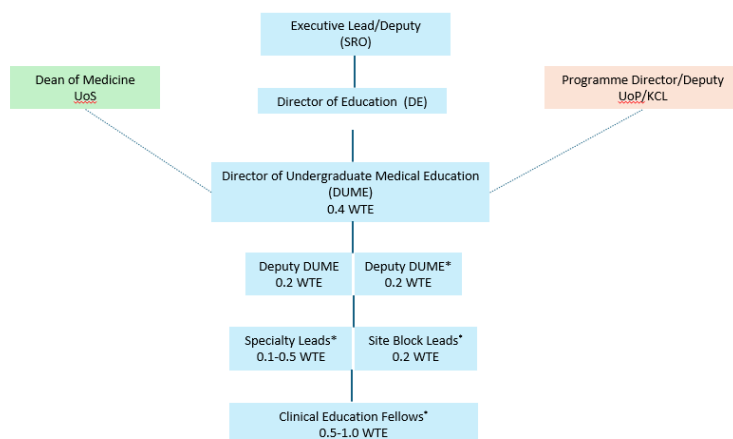 Executive Lead/Deputy
(SRO)
Dean of Medicine
UoS
Programme Director/Deputy
UoP/KCL
Director of Education (DE)
Director of Undergraduate Medical Education
(DUME)
0.4 WTE
Deputy DUME
0.2 WTE
Deputy DUME*
0.2 WTE
Specialty Leads*
0.1-0.5 WTE
Site Block Leads*
0.2 WTE
Clinical Education Fellows*
0.5-1.0 WTE